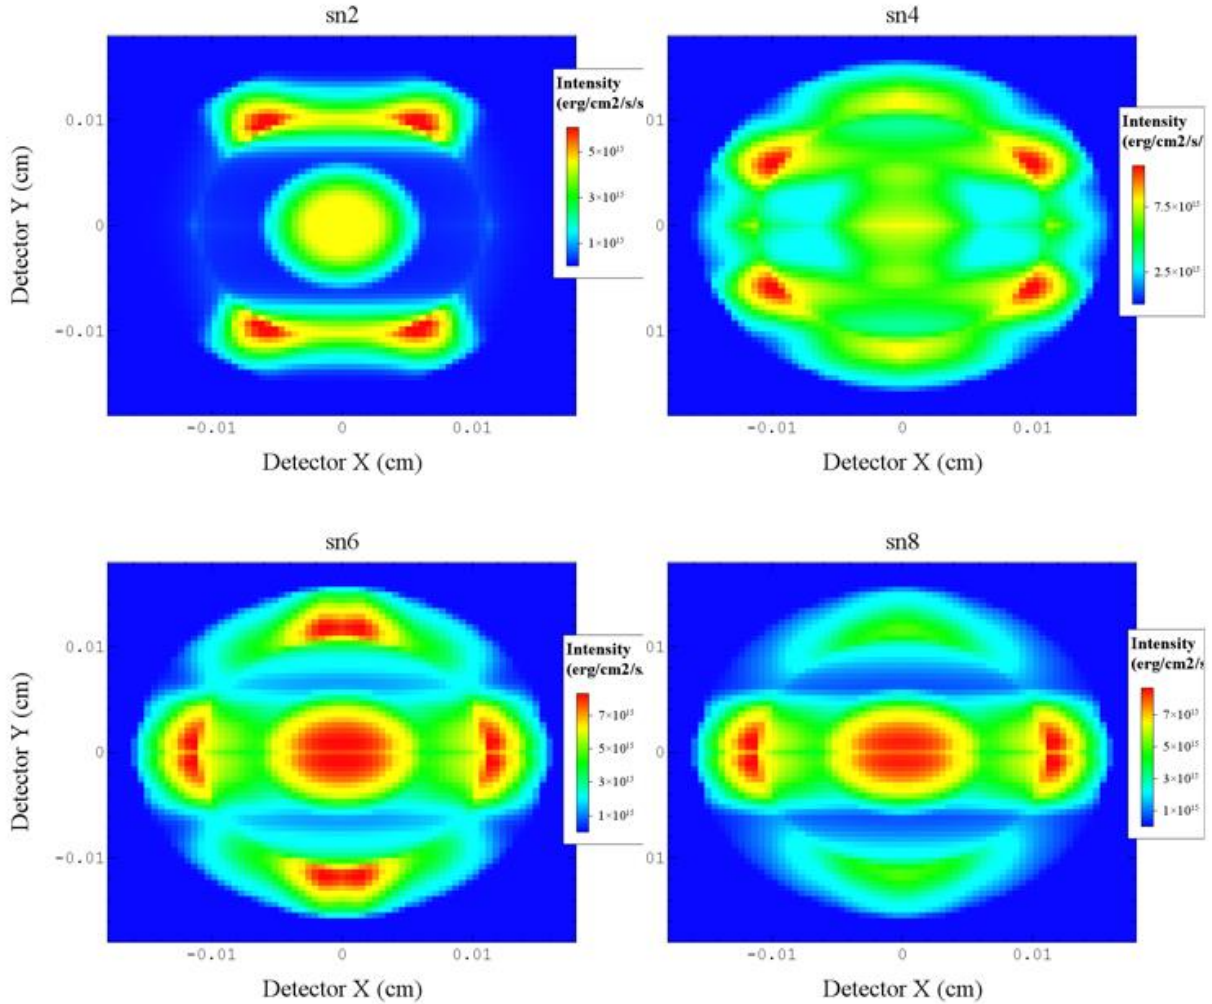 sn2
Intensity
(erg/cm2/s/s
5×10¹⁵
3×10¹⁵
1×10¹⁵
0.01
0
-0.01
Detector Y (cm)
-0.01 0 0.01
Detector X (cm)
sn4
Intensity
(erg/cm2/s/
7.5×10¹⁵
2.5×10¹⁵
01
0
01
-0.01 0 0.01
Detector X (cm)
sn6
Intensity
(erg/cm2/s.
7×10¹⁵
5×10¹⁵
3×10¹⁵
1×10¹⁵
0.01
0
-0.01
Detector Y (cm)
-0.01 0 0.01
Detector X (cm)
sn8
Intensity
(erg/cm2/s
7×10¹⁵
5×10¹⁵
3×10¹⁵
1×10¹⁵
01
0
01
-0.01 0 0.01
Detector X (cm)